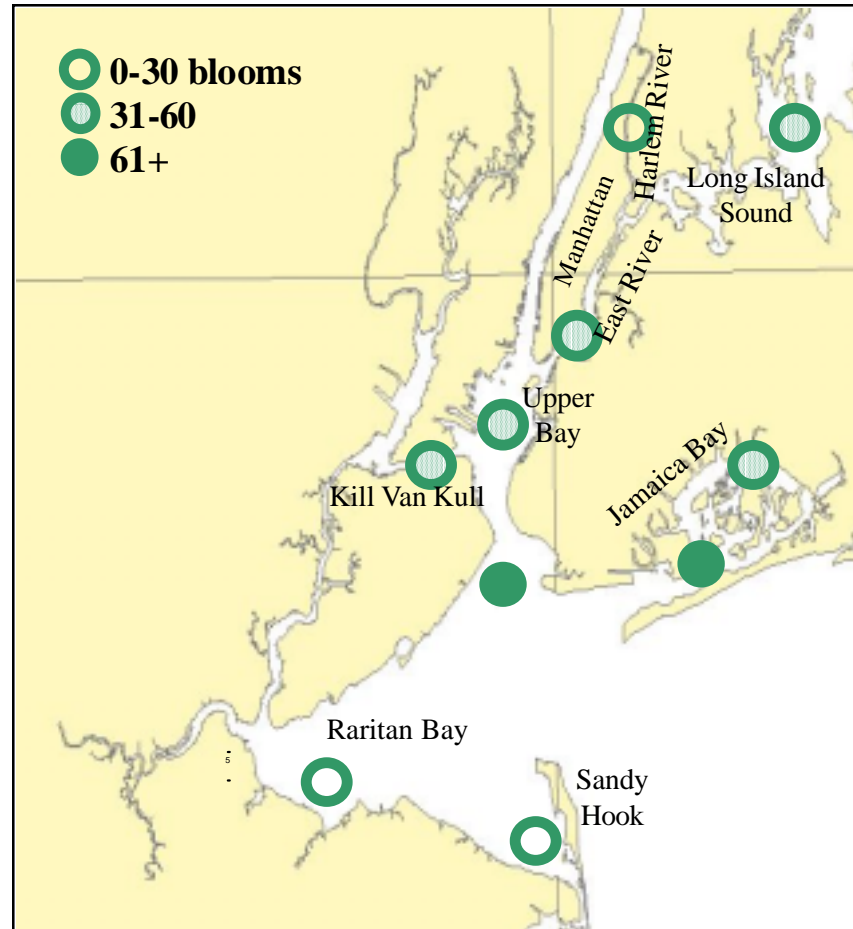 0-30 blooms
31-60
61+
Harlem River
Long Island
Sound
Manhattan
East River
Upper
Bay
Jamaica Bay
Kill Van Kull
Raritan Bay
5
Sandy
Hook